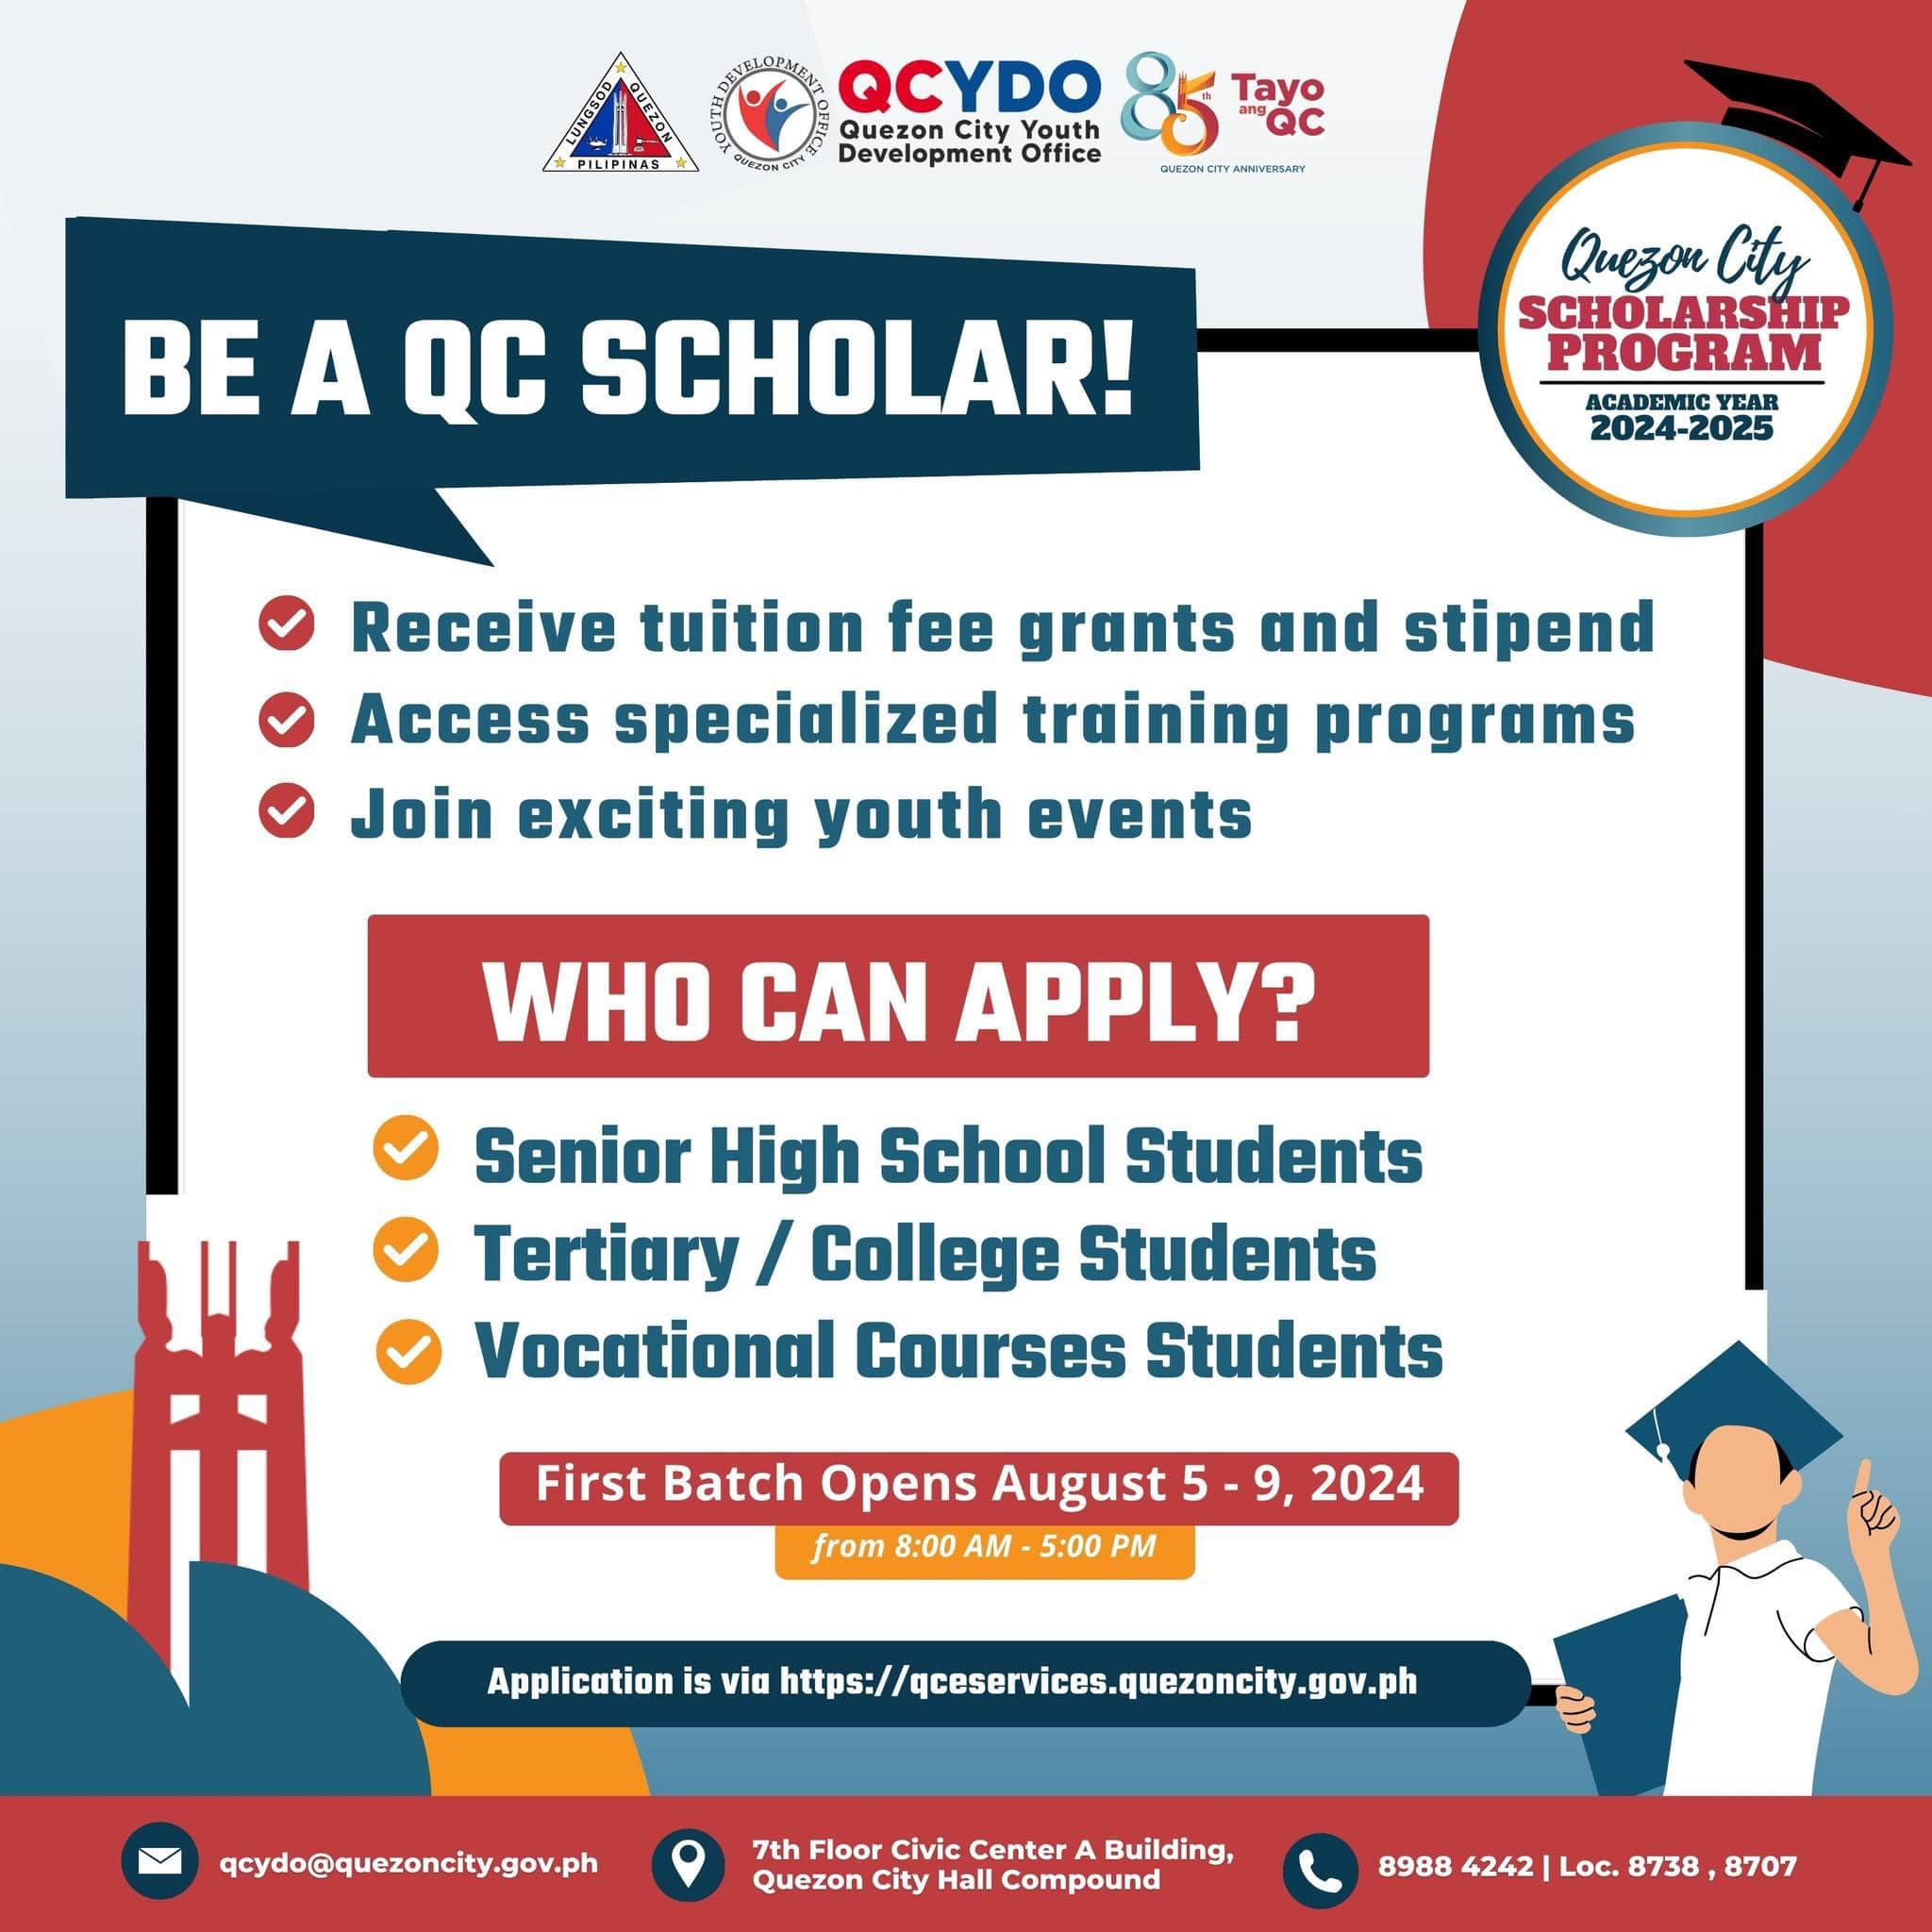 LUNGSOD QUEZON
PILIPINAS
YOUTH DEVELOPMENT OFFICE
QUEZON CITY
QCYDO
Quezon City Youth
Development Office
85th
Tayo
ang QC
QUEZON CITY ANNIVERSARY
Quezon City
SCHOLARSHIP
PROGRAM
ACADEMIC YEAR
2024-2025
BE A QC SCHOLAR!
Receive tuition fee grants and stipend
Access specialized training programs
Join exciting youth events
WHO CAN APPLY?
Senior High School Students
Tertiary / College Students
Vocational Courses Students
First Batch Opens August 5 - 9, 2024
from 8:00 AM - 5:00 PM
Application is via https://qceservices.quezoncity.gov.ph
qcydo@quezoncity.gov.ph
7th Floor Civic Center A Building,
Quezon City Hall Compound
8988 4242 | Loc. 8738 , 8707